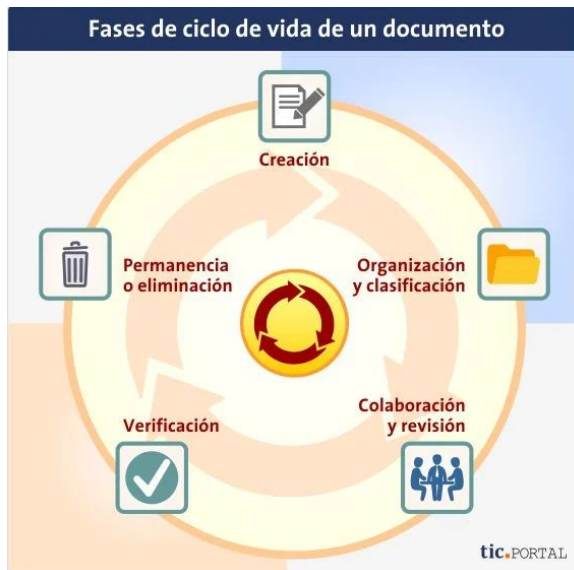 Fases de ciclo de vida de un documento
Creación
Permanencia
o eliminación
Organización
y clasificación
Verificación
Colaboración
y revisión
tic.PORTAL